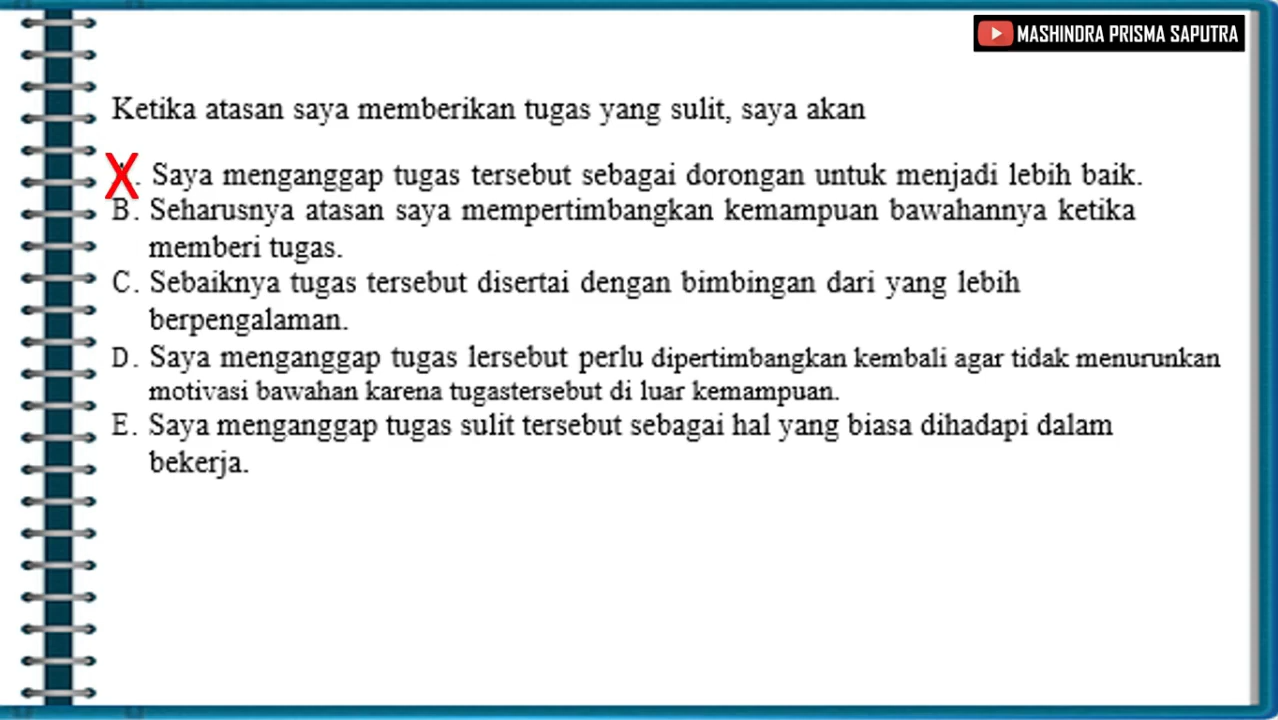 MASHINDRA PRISMA SAPUTRA
Ketika atasan saya memberikan tugas yang sulit, saya akan
X. Saya menganggap tugas tersebut sebagai dorongan untuk menjadi lebih baik.
B. Seharusnya atasan saya mempertimbangkan kemampuan bawahannya ketika
memberi tugas.
C. Sebaiknya tugas tersebut disertai dengan bimbingan dari yang lebih
berpengalaman.
D. Saya menganggap tugas lersebut perlu dipertimbangkan kembali agar tidak menurunkan
motivasi bawahan karena tugastersebut di luar kemampuan.
E. Saya menganggap tugas sulit tersebut sebagai hal yang biasa dihadapi dalam
bekerja.